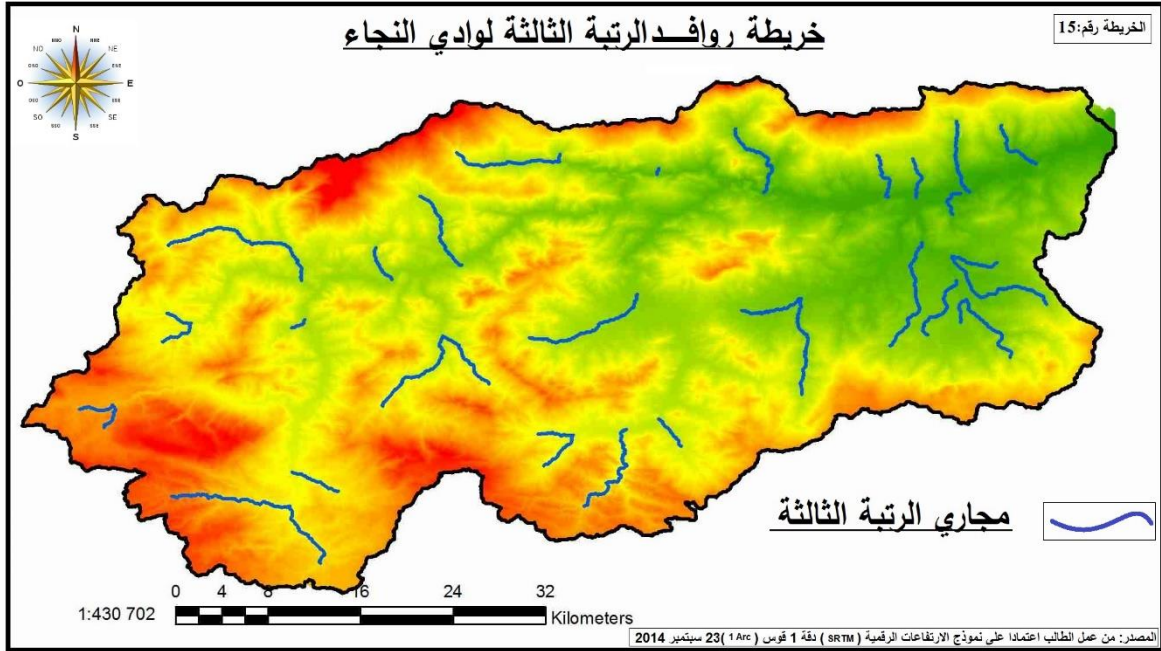 خريطة روافد الرتبة الثالثة لوادي النجاء
الخريطة رقم:15
N
NO
NE
O
E
SO
SE
S
مجاري الرتبة الثالثة
0 4 8 16 24 32
1:430 702
Kilometers
المصدر: من عمل الطالب اعتمادا على نموذج الارتفاعات الرقمية ( SRTM ) دقة 1 قوس ( 1 Arc )23 سبتمبر 2014